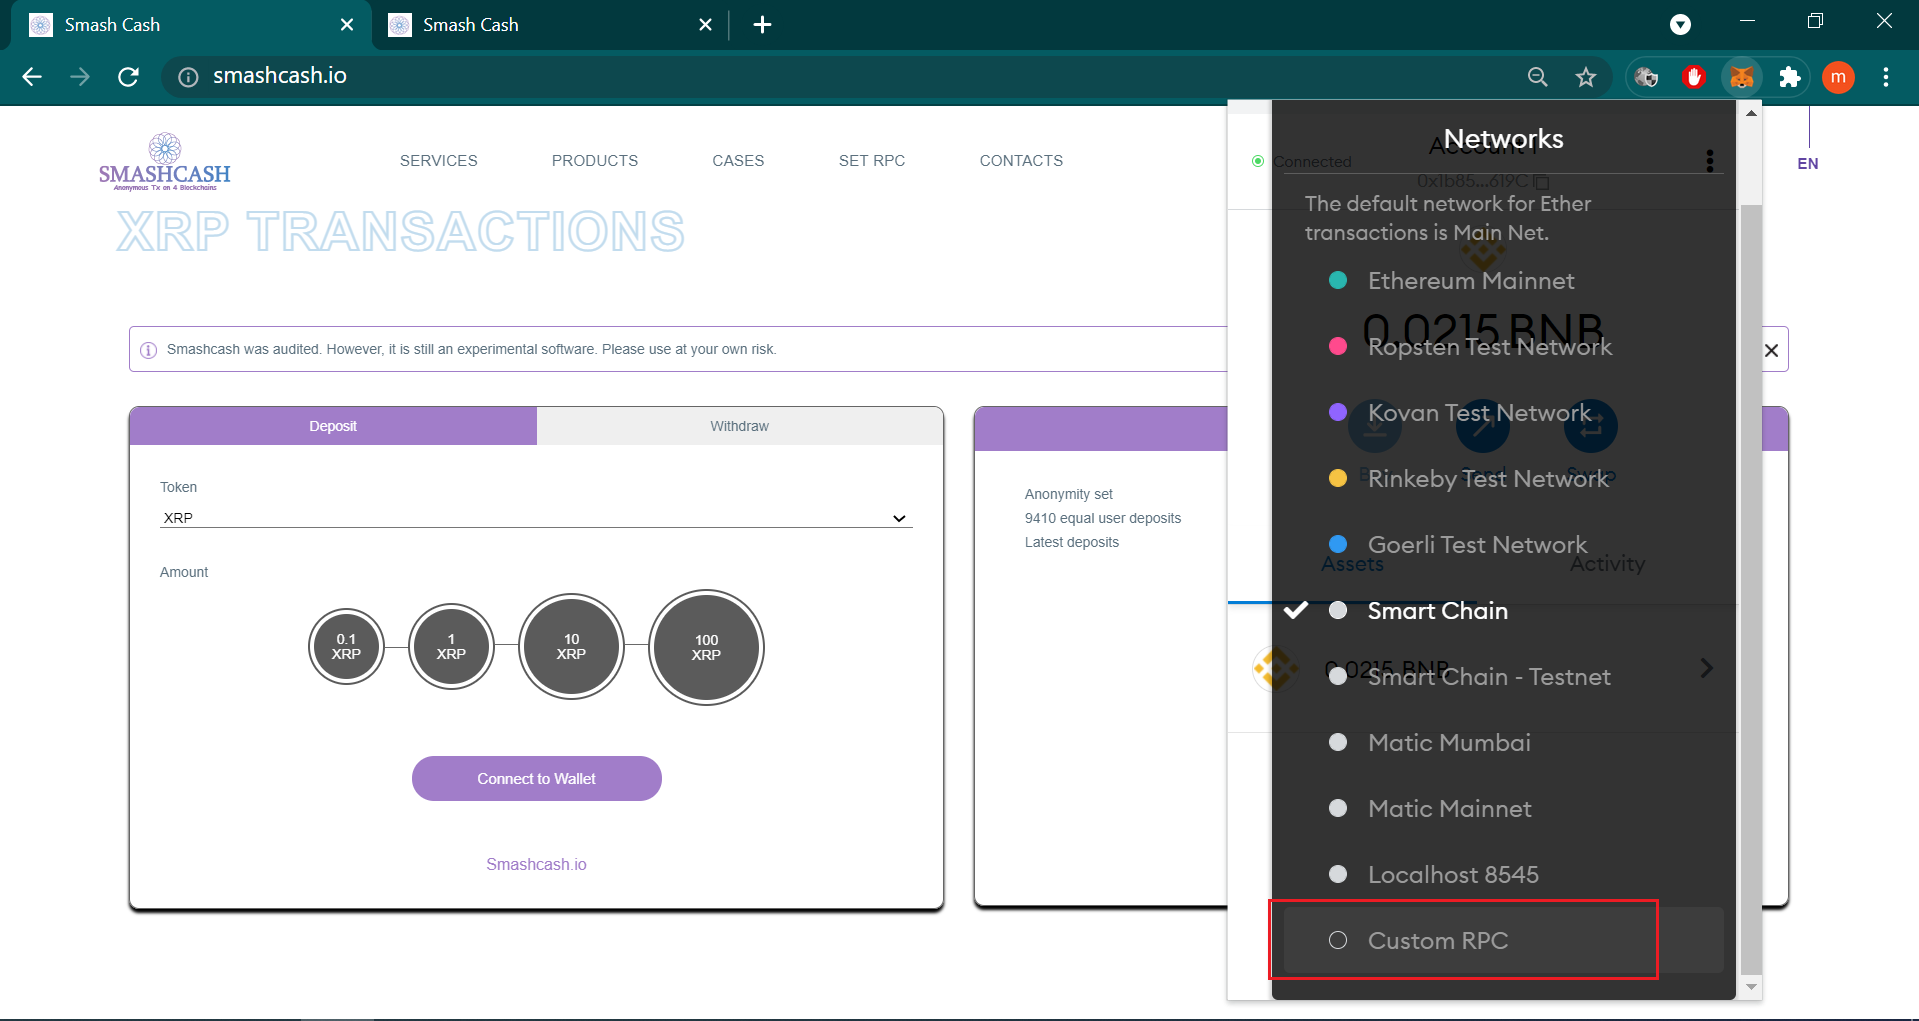 Smash Cash
Smash Cash
smashcash.io
m
SMASHCASH
Anonymous Tx on 4 Blockchains
SERVICES
PRODUCTS
CASES
SET RPC
CONTACTS
EN
XRP TRANSACTIONS
Smashcash was audited. However, it is still an experimental software. Please use at your own risk.
Deposit
Withdraw
Token
XRP
Amount
0.1
XRP
1
XRP
10
XRP
100
XRP
Connect to Wallet
Smashcash.io
Anonymity set
9410 equal user deposits
Latest deposits
Networks
Connected
Account 1
0x1b85...619C
The default network for Ether
transactions is Main Net.
Ethereum Mainnet
0.0215 BNB
Ropsten Test Network
Kovan Test Network
Send
Swap
Rinkeby Test Network
Goerli Test Network
Assets
Activity
Smart Chain
0.0215 BNB
Smart Chain - Testnet
Matic Mumbai
Matic Mainnet
Localhost 8545
Custom RPC